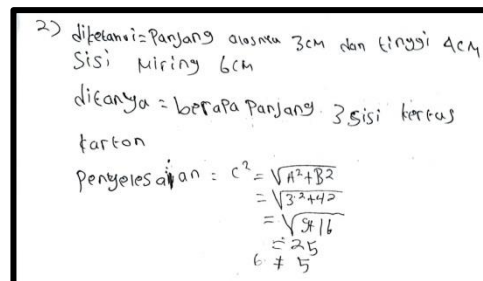 2) diketahui = Panjang alasnya 3cm dan tinggi 4cm
Sisi Miring 6cm
ditanya = berapa Panjang 3 sisi kertas
karton
Penyelesaian = c² = √A²+B2
= √3²+42
= √9+16
= 25
6 ≠ 5